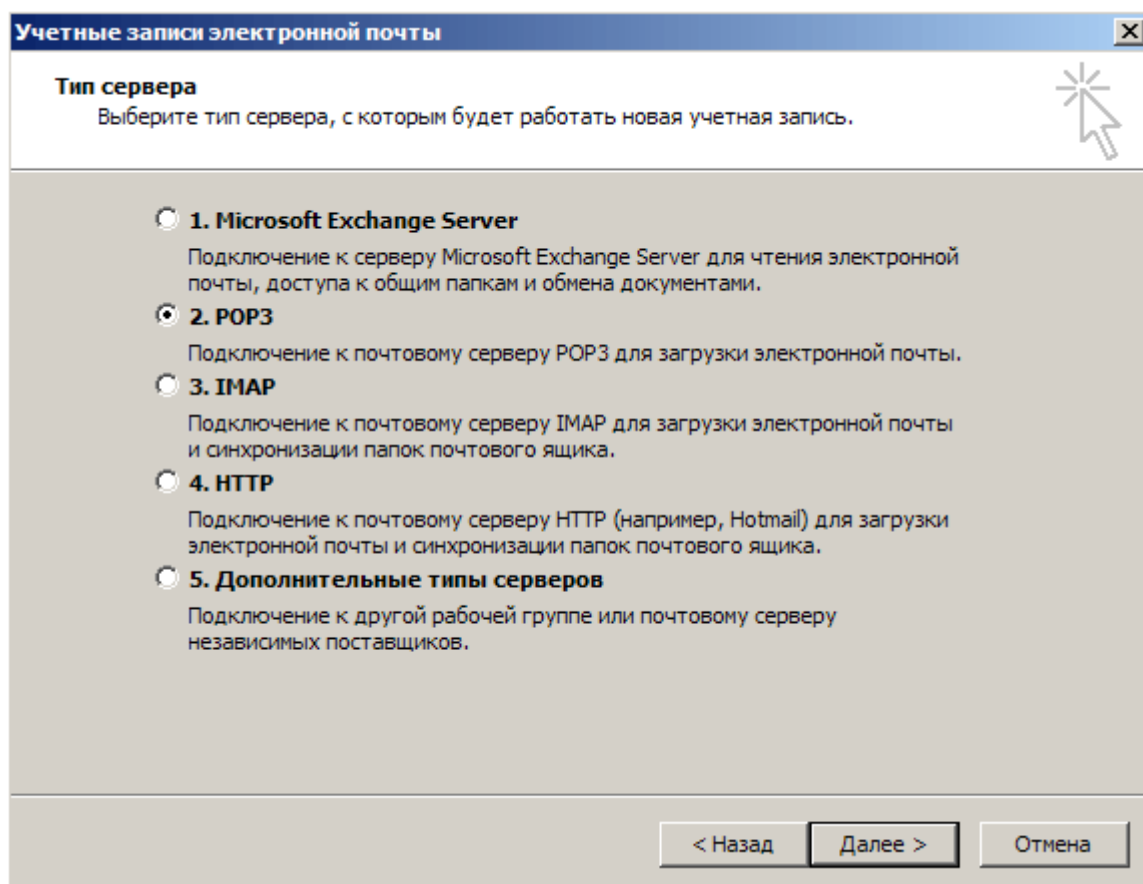 Учетные записи электронной почты
Тип сервера
Выберите тип сервера, с которым будет работать новая учетная запись.
1. Microsoft Exchange Server
Подключение к серверу Microsoft Exchange Server для чтения электронной
почты, доступа к общим папкам и обмена документами.
2. POP3
Подключение к почтовому серверу POP3 для загрузки электронной почты.
3. IMAP
Подключение к почтовому серверу IMAP для загрузки электронной почты
и синхронизации папок почтового ящика.
4. HTTP
Подключение к почтовому серверу HTTP (например, Hotmail) для загрузки
электронной почты и синхронизации папок почтового ящика.
5. Дополнительные типы серверов
Подключение к другой рабочей группе или почтовому серверу
независимых поставщиков.
< Назад Далее > Отмена